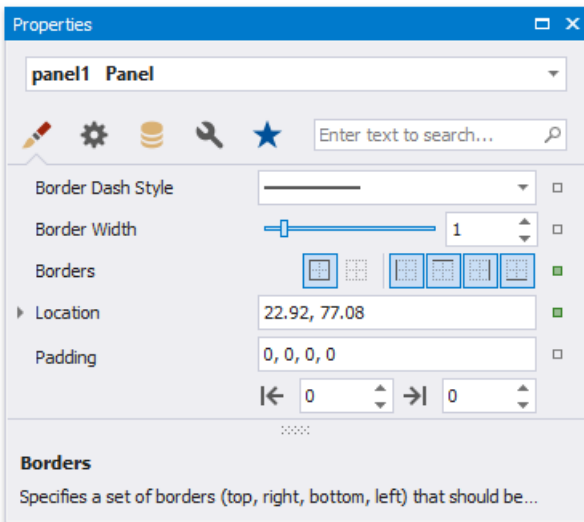 Properties
panel1 Panel
Enter text to search...
Border Dash Style
Border Width 1
Borders
Location 22.92, 77.08
Padding 0, 0, 0, 0
0 0
Borders
Specifies a set of borders (top, right, bottom, left) that should be...